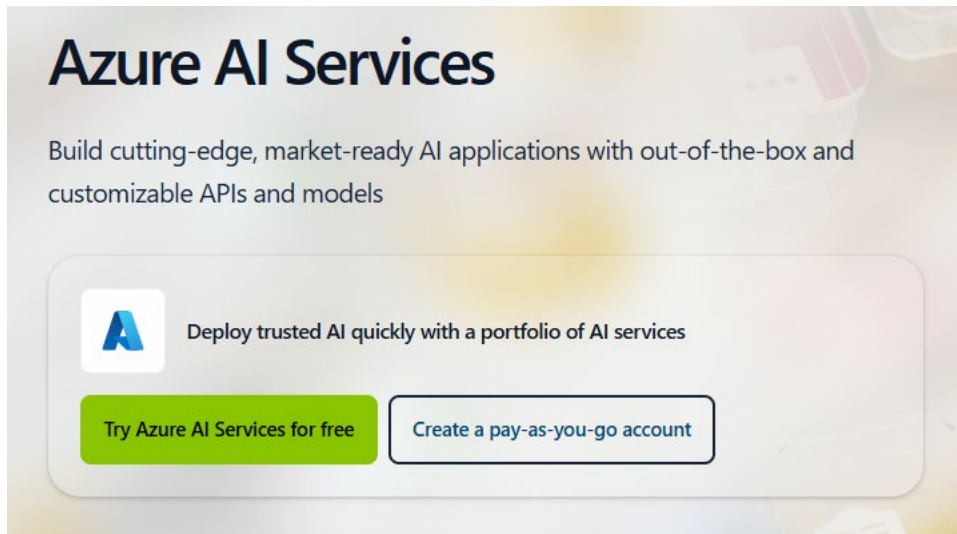 Azure AI Services
Build cutting-edge, market-ready AI applications with out-of-the-box and
customizable APIs and models
Deploy trusted AI quickly with a portfolio of AI services
Try Azure AI Services for free
Create a pay-as-you-go account